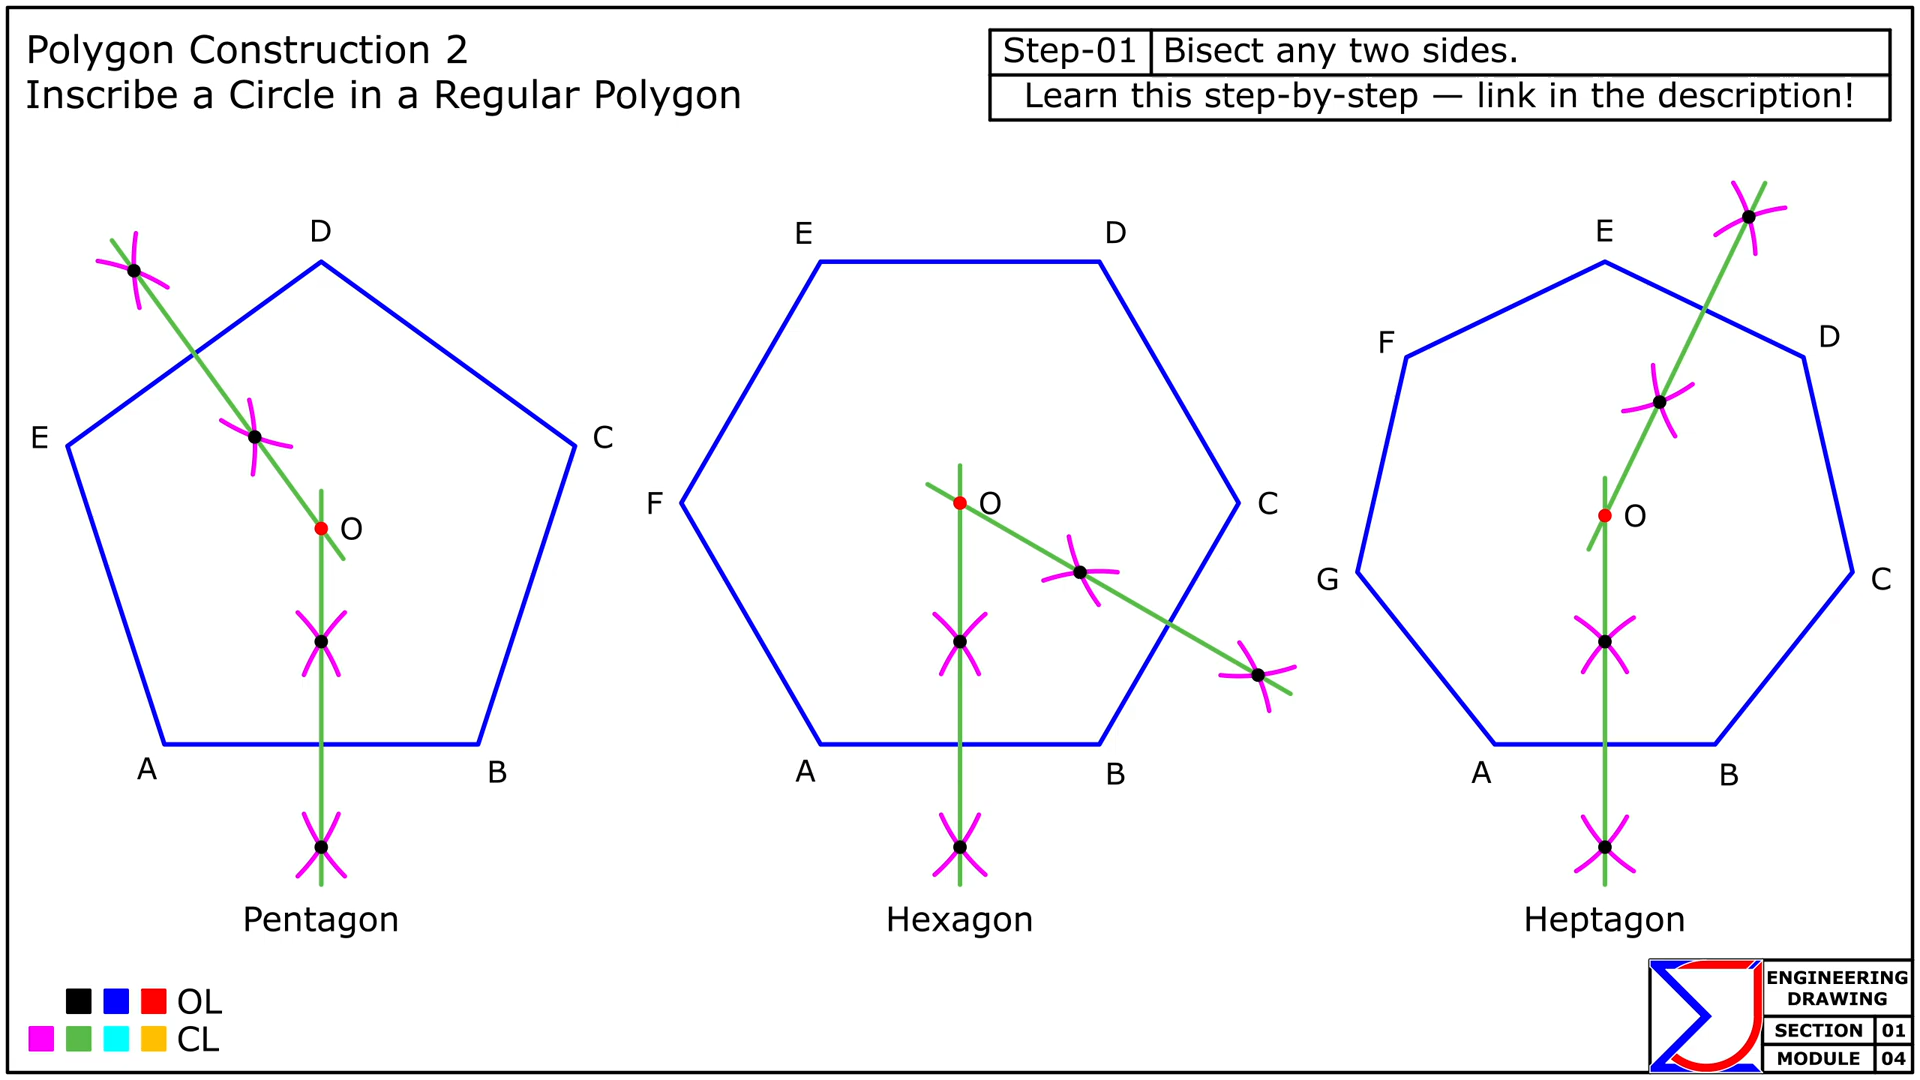 Polygon Construction 2
Inscribe a Circle in a Regular Polygon
Step-01 Bisect any two sides.
Learn this step-by-step — link in the description!
D
E
C
O
A
B
Pentagon
E
D
F
O
C
A
B
Hexagon
E
F
D
O
G
C
A
B
Heptagon
OL
CL
ENGINEERING
DRAWING
SECTION 01
MODULE 04